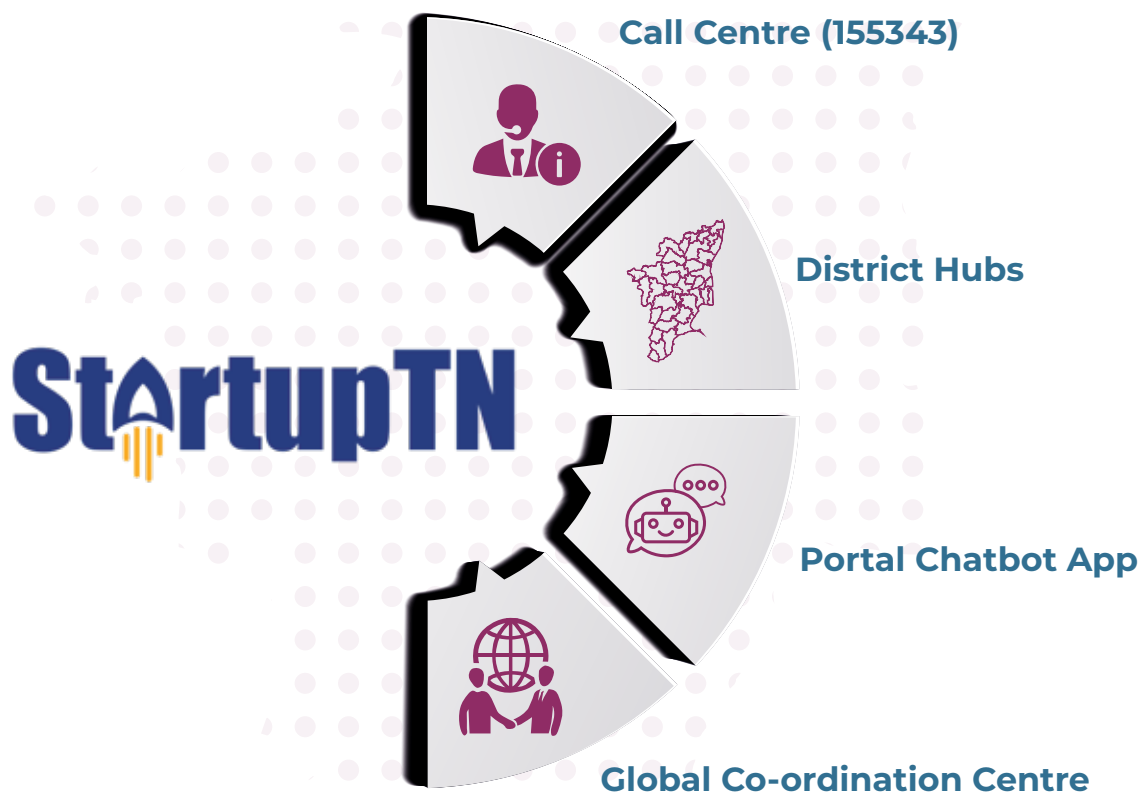 Call Centre (155343)
District Hubs
StartupTN
Portal Chatbot App
Global Co-ordination Centre